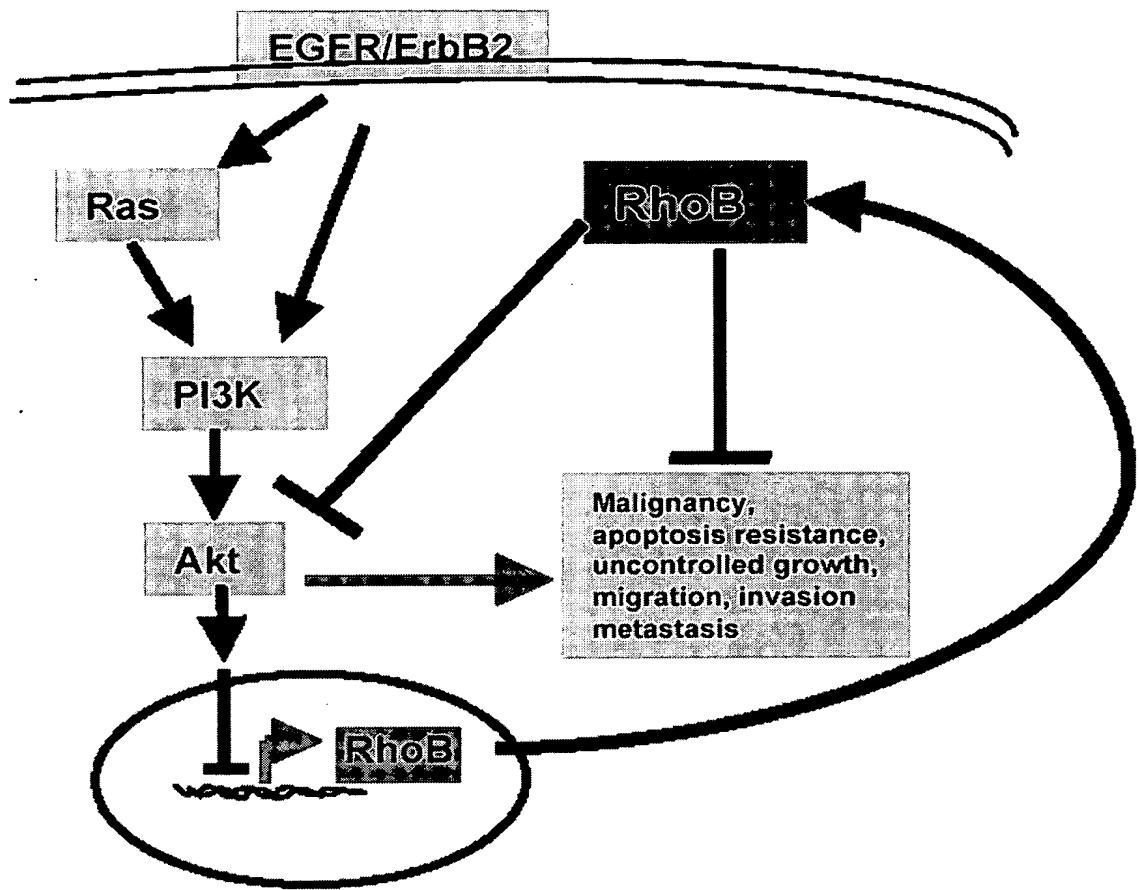 EGFR/ErbB2
Ras
RhoB
PI3K
Malignancy,
apoptosis resistance,
uncontrolled growth,
migration, invasion
metastasis
Akt
RhoB